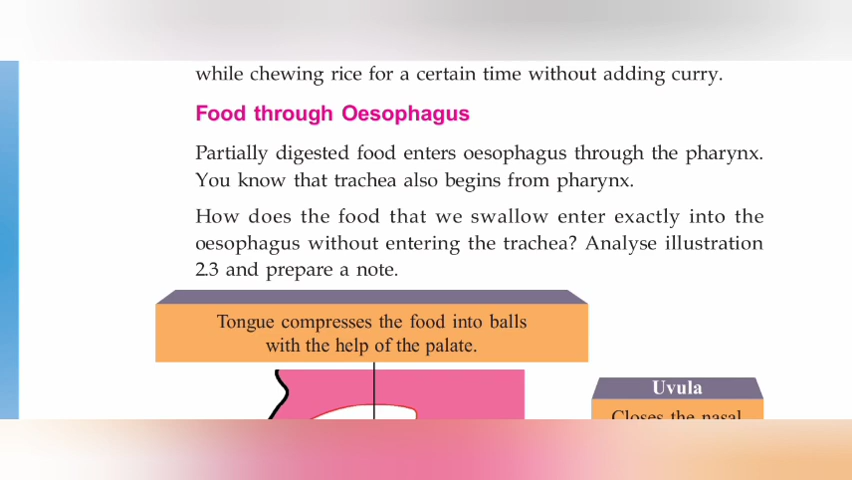 while chewing rice for a certain time without adding curry.
Food through Oesophagus
Partially digested food enters oesophagus through the pharynx.
You know that trachea also begins from pharynx.
How does the food that we swallow enter exactly into the
oesophagus without entering the trachea? Analyse illustration
2.3 and prepare a note.
Tongue compresses the food into balls
with the help of the palate.
Uvula
Closes the nasal